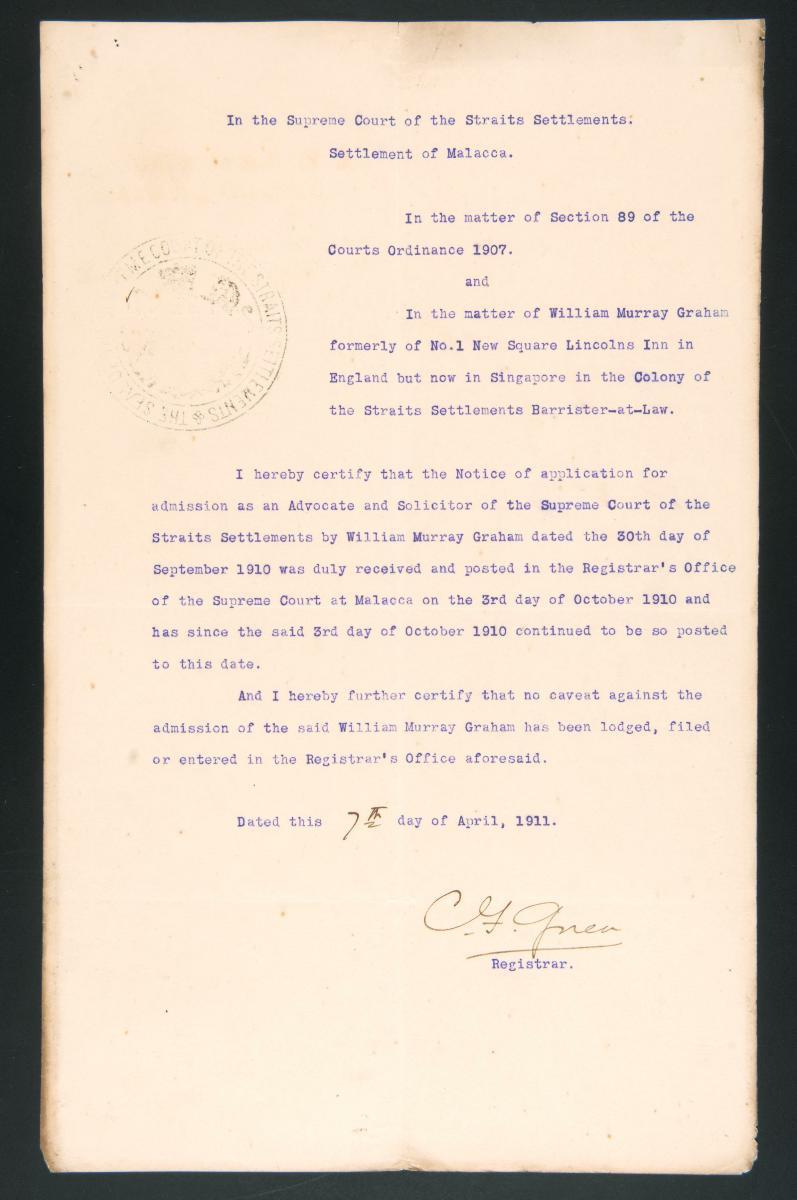 In the Supreme Court of the Straits Settlements.
Settlement of Malacca.
In the matter of Section 89 of the
Courts Ordinance 1907.
and
In the matter of William Murray Graham
formerly of No.1 New Square Lincolns Inn in
England but now in Singapore in the Colony of
the Straits Settlements Barrister-at-Law.
STRAITS SETTLEMENTS THE SEAL
I hereby certify that the Notice of application for
admission as an Advocate and Solicitor of the Supreme Court of the
Straits Settlements by William Murray Graham dated the 30th day of
September 1910 was duly received and posted in the Registrar's Office
of the Supreme Court at Malacca on the 3rd day of October 1910 and
has since the said 3rd day of October 1910 continued to be so posted
to this date.
And I hereby further certify that no caveat against the
admission of the said William Murray Graham has been lodged, filed
or entered in the Registrar's Office aforesaid.
Dated this 7th day of April, 1911.
C.
Registrar.